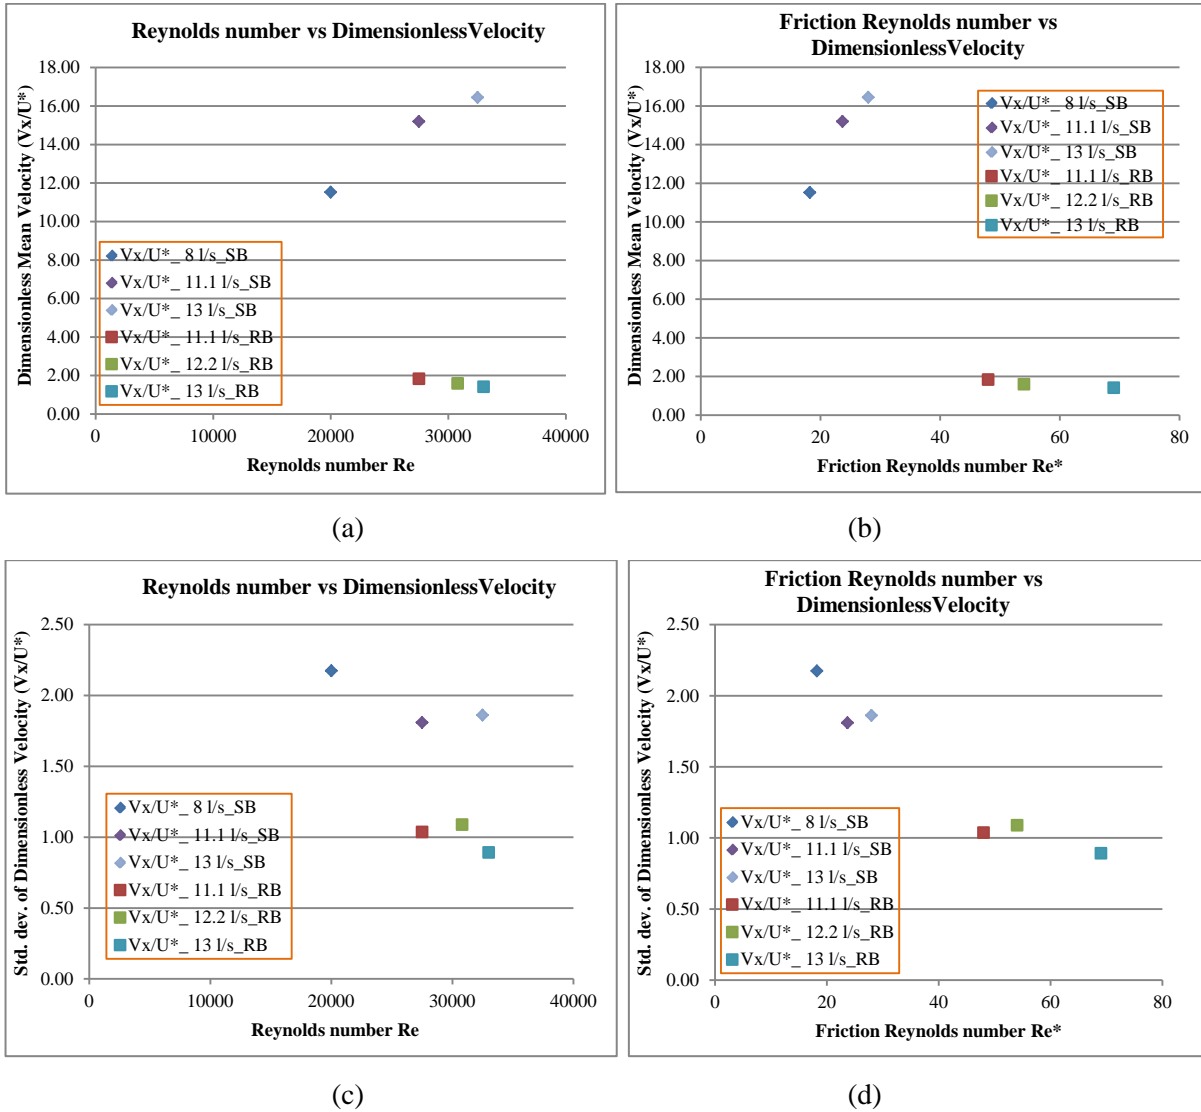 Reynolds number vs DimensionlessVelocity
Dimensionless Mean Velocity (Vx/U*)
18.00
16.00
14.00
12.00
10.00
8.00
6.00
4.00
2.00
0.00
Vx/U*_ 8 l/s_SB
Vx/U*_ 11.1 l/s_SB
Vx/U*_ 13 l/s_SB
Vx/U*_ 11.1 l/s_RB
Vx/U*_ 12.2 l/s_RB
Vx/U*_ 13 l/s_RB
0 10000 20000 30000 40000
Reynolds number Re
(a)
Friction Reynolds number vs
DimensionlessVelocity
Dimensionless Mean Velocity (Vx/U*)
18.00
16.00
14.00
12.00
10.00
8.00
6.00
4.00
2.00
0.00
Vx/U*_ 8 l/s_SB
Vx/U*_ 11.1 l/s_SB
Vx/U*_ 13 l/s_SB
Vx/U*_ 11.1 l/s_RB
Vx/U*_ 12.2 l/s_RB
Vx/U*_ 13 l/s_RB
0 20 40 60 80
Friction Reynolds number Re*
(b)
Reynolds number vs DimensionlessVelocity
Std. dev. of Dimensionless Velocity (Vx/U*)
2.50
2.00
1.50
1.00
0.50
0.00
Vx/U*_ 8 l/s_SB
Vx/U*_ 11.1 l/s_SB
Vx/U*_ 13 l/s_SB
Vx/U*_ 11.1 l/s_RB
Vx/U*_ 12.2 l/s_RB
Vx/U*_ 13 l/s_RB
0 10000 20000 30000 40000
Reynolds number Re
(c)
Friction Reynolds number vs
DimensionlessVelocity
Std. dev. of Dimensionless Velocity (Vx/U*)
2.50
2.00
1.50
1.00
0.50
0.00
Vx/U*_ 8 l/s_SB
Vx/U*_ 11.1 l/s_SB
Vx/U*_ 13 l/s_SB
Vx/U*_ 11.1 l/s_RB
Vx/U*_ 12.2 l/s_RB
Vx/U*_ 13 l/s_RB
0 20 40 60 80
Friction Reynolds number Re*
(d)